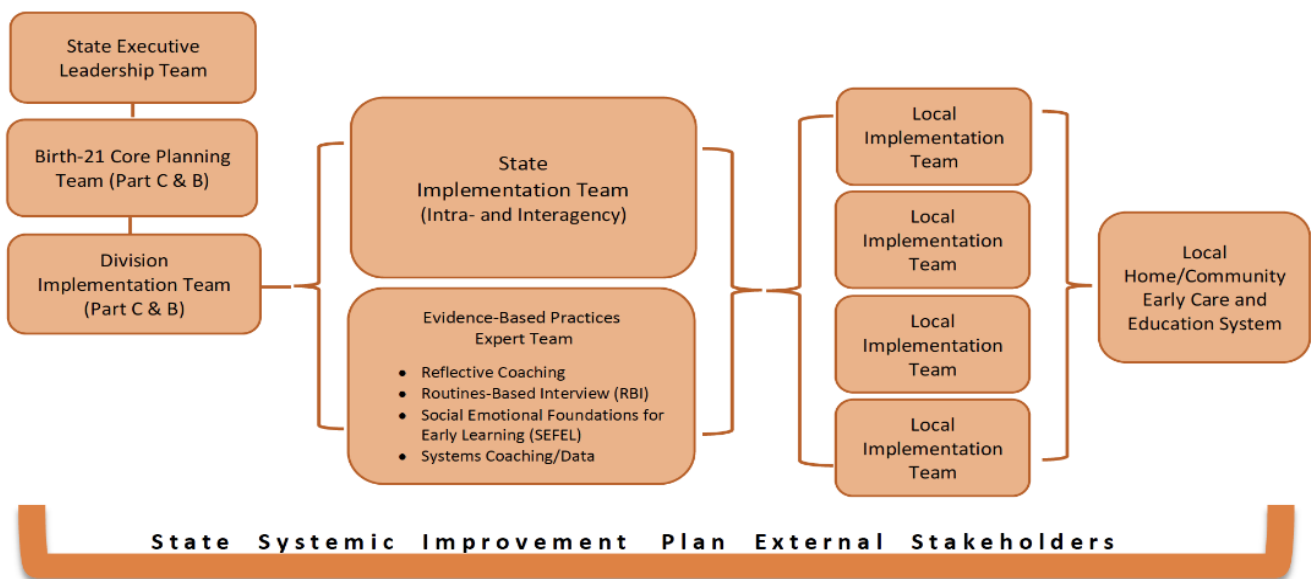 State Executive
Leadership Team
Birth-21 Core Planning
Team (Part C & B)
Division
Implementation Team
(Part C & B)
State
Implementation Team
(Intra- and Interagency)
Evidence-Based Practices
Expert Team
● Reflective Coaching
● Routines-Based Interview (RBI)
● Social Emotional Foundations for
Early Learning (SEFEL)
● Systems Coaching/Data
Local
Implementation
Team
Local
Implementation
Team
Local
Implementation
Team
Local
Implementation
Team
Local
Home/Community
Early Care and
Education System
State Systemic Improvement Plan External Stakeholders